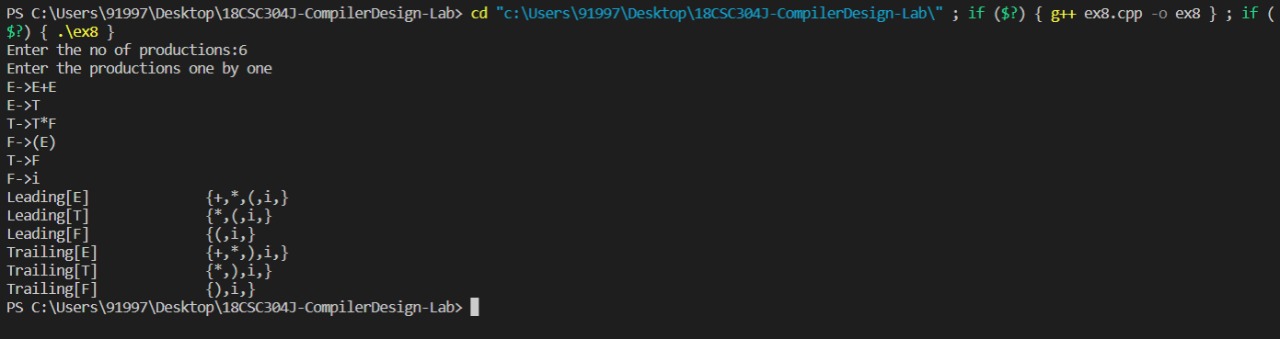 PS C:\Users\91997\Desktop\18CSC304J-CompilerDesign-Lab> cd "c:\Users\91997\Desktop\18CSC304J-CompilerDesign-Lab\" ; if ($?) { g++ ex8.cpp -o ex8 } ; if (
$?) { .\ex8 }
Enter the no of productions:6
Enter the productions one by one
E->E+E
E->T
T->T*F
F->(E)
T->F
F->i
Leading[E] {+,*,(,i,}
Leading[T] {*,(,i,}
Leading[F] {(,i,}
Trailing[E] {+,*,),i,}
Trailing[T] {*,),i,}
Trailing[F] {),i,}
PS C:\Users\91997\Desktop\18CSC304J-CompilerDesign-Lab>